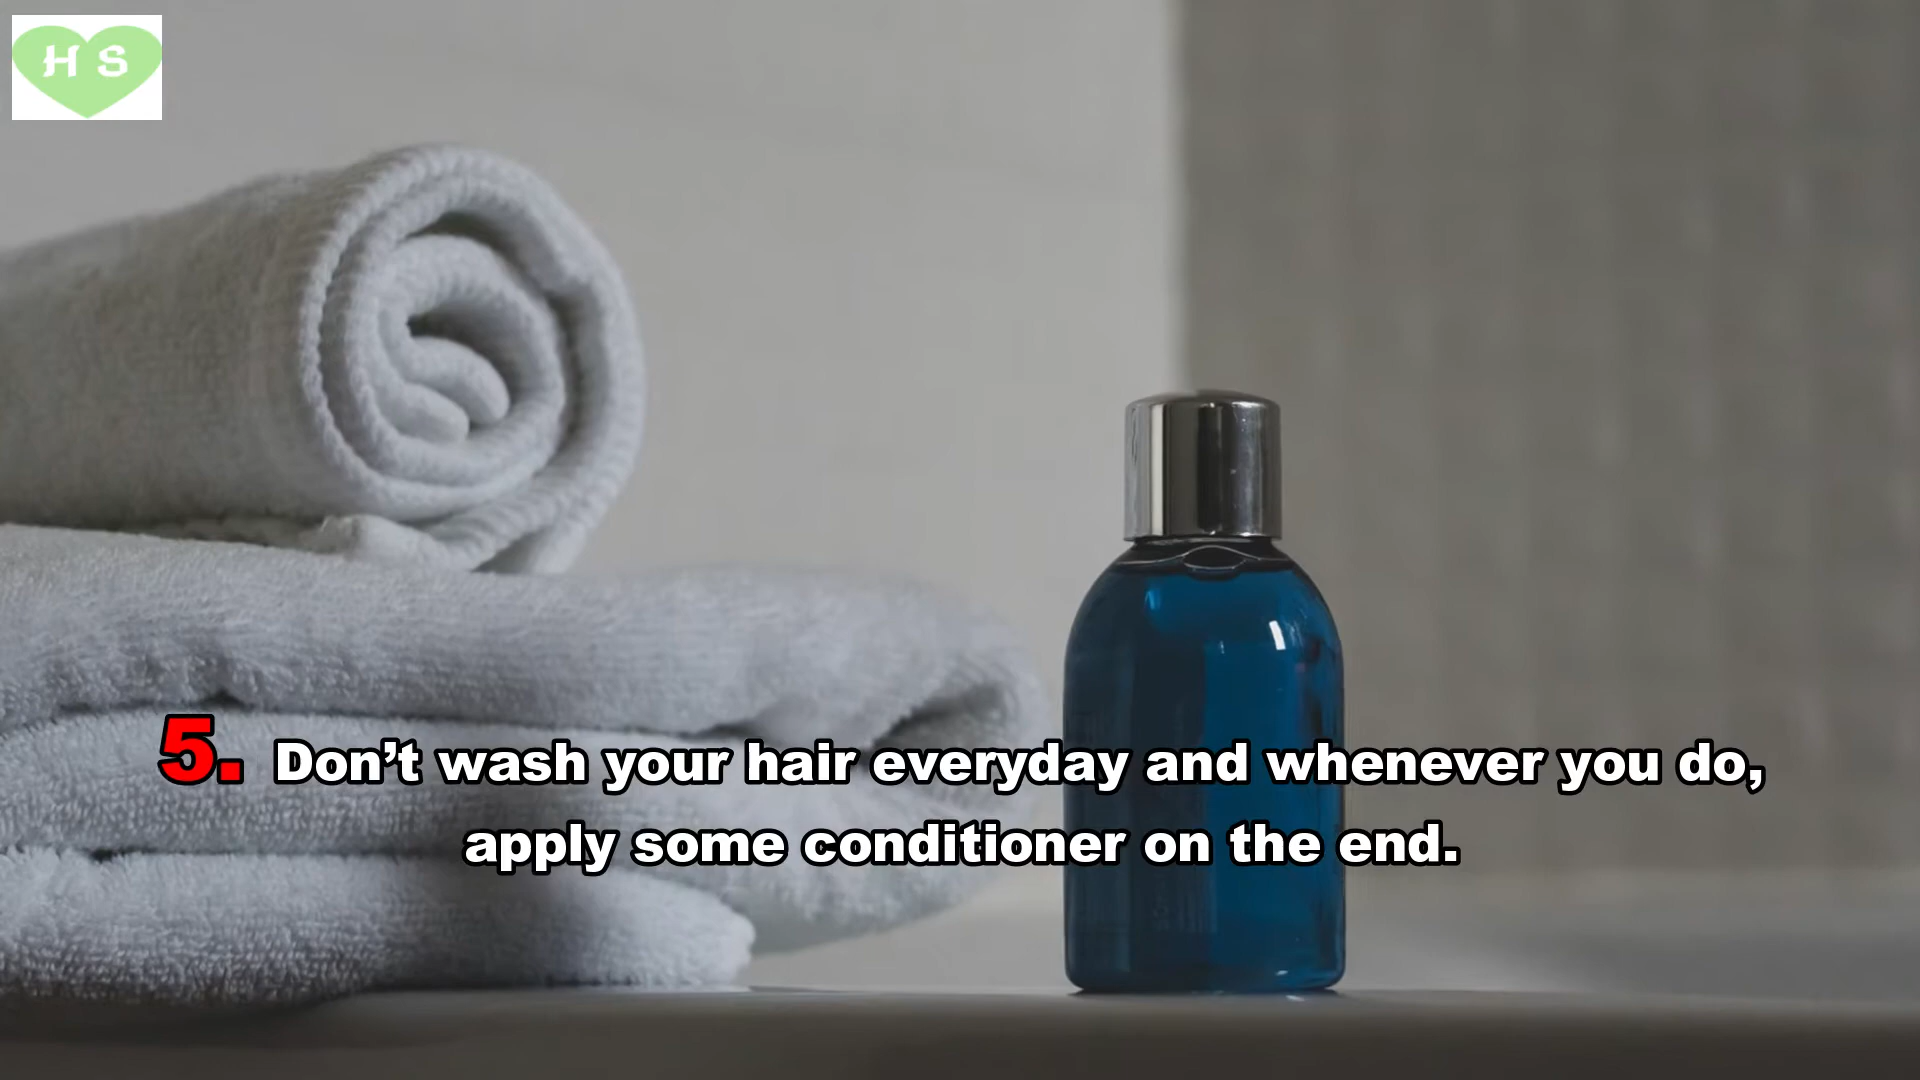 H S
5. Don’t wash your hair everyday and whenever you do,
apply some conditioner on the end.